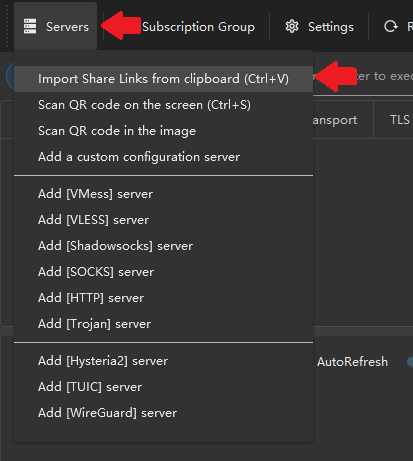 Servers
Subscription Group
Settings
R
Import Share Links from clipboard (Ctrl+V)
ter to exec
Scan QR code on the screen (Ctrl+S)
Scan QR code in the image
ansport
TLS
Add a custom configuration server
Add [VMess] server
Add [VLESS] server
Add [Shadowsocks] server
Add [SOCKS] server
Add [HTTP] server
Add [Trojan] server
Add [Hysteria2] server
AutoRefresh
Add [TUIC] server
Add [WireGuard] server